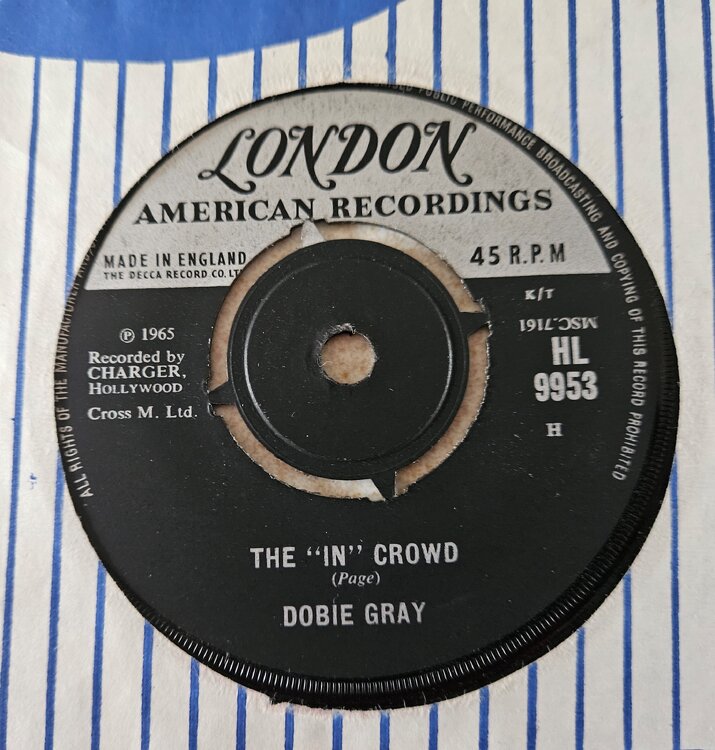 LONDON
AMERICAN RECORDINGS
MADE IN ENGLAND
THE DECCA RECORD CO. LT
45 R.P.M
℗ 1965
Recorded by
CHARGER,
HOLLYWOOD
Cross M. Ltd.
K/T
MSC.7161
HL
9953
H
THE “IN” CROWD
(Page)
DOBIE GRAY
ALL RIGHTS OF THE MANUFACTURER AND
PUBLIC PERFORMANCE BROADCASTING AND COPYING OF THIS RECORD PROHIBITED